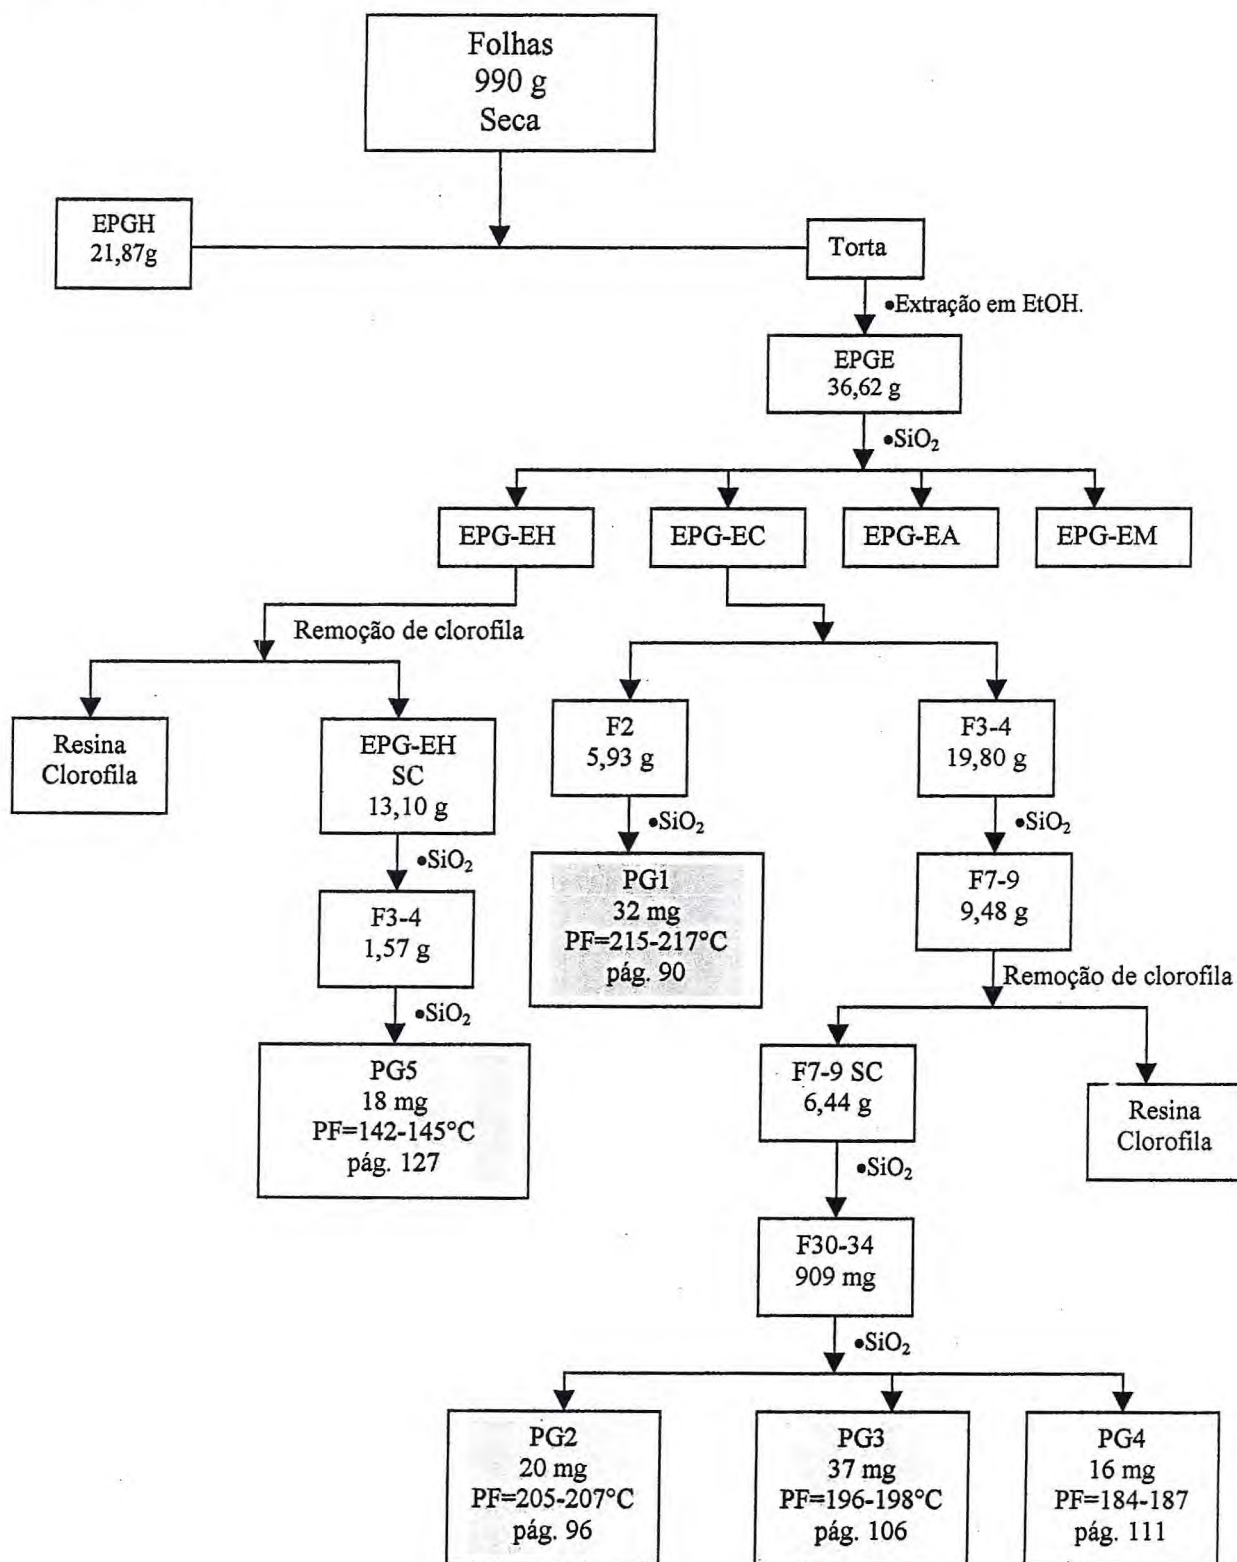 Folhas
990 g
Seca
EPGH
21,87g
Torta
•Extração em EtOH.
EPGE
36,62 g
•SiO₂
EPG-EH
EPG-EC
EPG-EA
EPG-EM
Remoção de clorofila
Resina
Clorofila
EPG-EH
SC
13,10 g
F2
5,93 g
F3-4
19,80 g
•SiO₂
•SiO₂
•SiO₂
F3-4
1,57 g
PG1
32 mg
PF=215-217°C
pág. 90
F7-9
9,48 g
Remoção de clorofila
•SiO₂
PG5
18 mg
PF=142-145°C
pág. 127
F7-9 SC
6,44 g
Resina
Clorofila
•SiO₂
F30-34
909 mg
•SiO₂
PG2
20 mg
PF=205-207°C
pág. 96
PG3
37 mg
PF=196-198°C
pág. 106
PG4
16 mg
PF=184-187
pág. 111